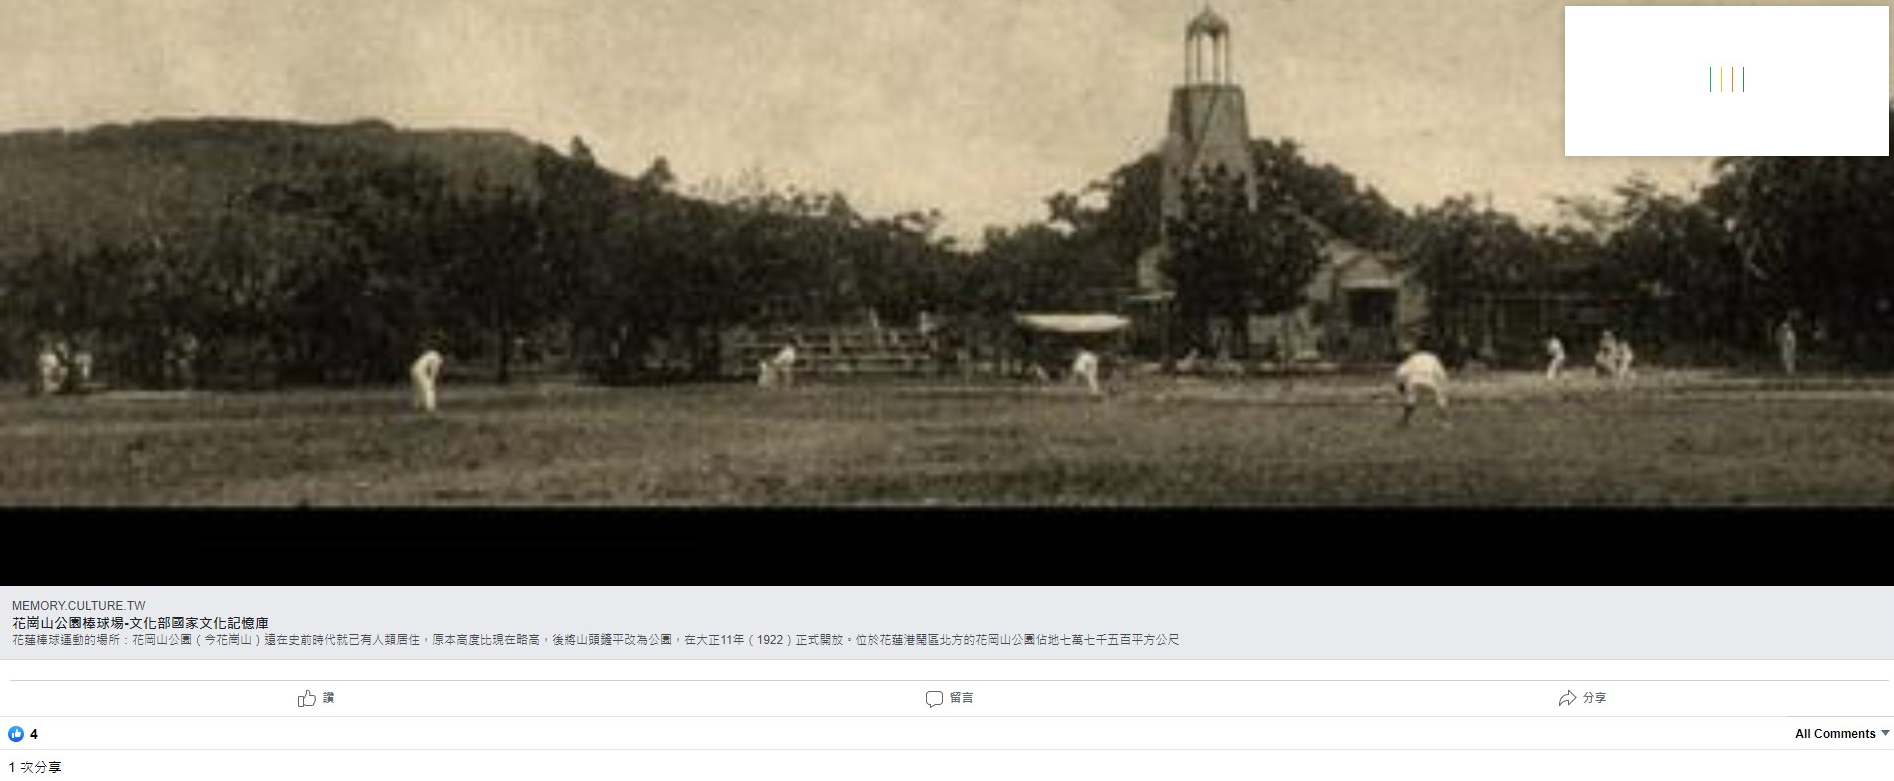 MEMORY.CULTURE.TW
花崗山公園棒球場-文化部國家文化記憶庫
花蓮棒球運動的場所：花岡山公園（今花崗山）遠在史前時代就已有人類居住，原本高度比現在略高，後將山頭鏟平改為公園，在大正11年（1922）正式開放。位於花蓮港鬧區北方的花岡山公園佔地七萬七千五百平方公尺
讚
留言
分享
4
All Comments
1 次分享